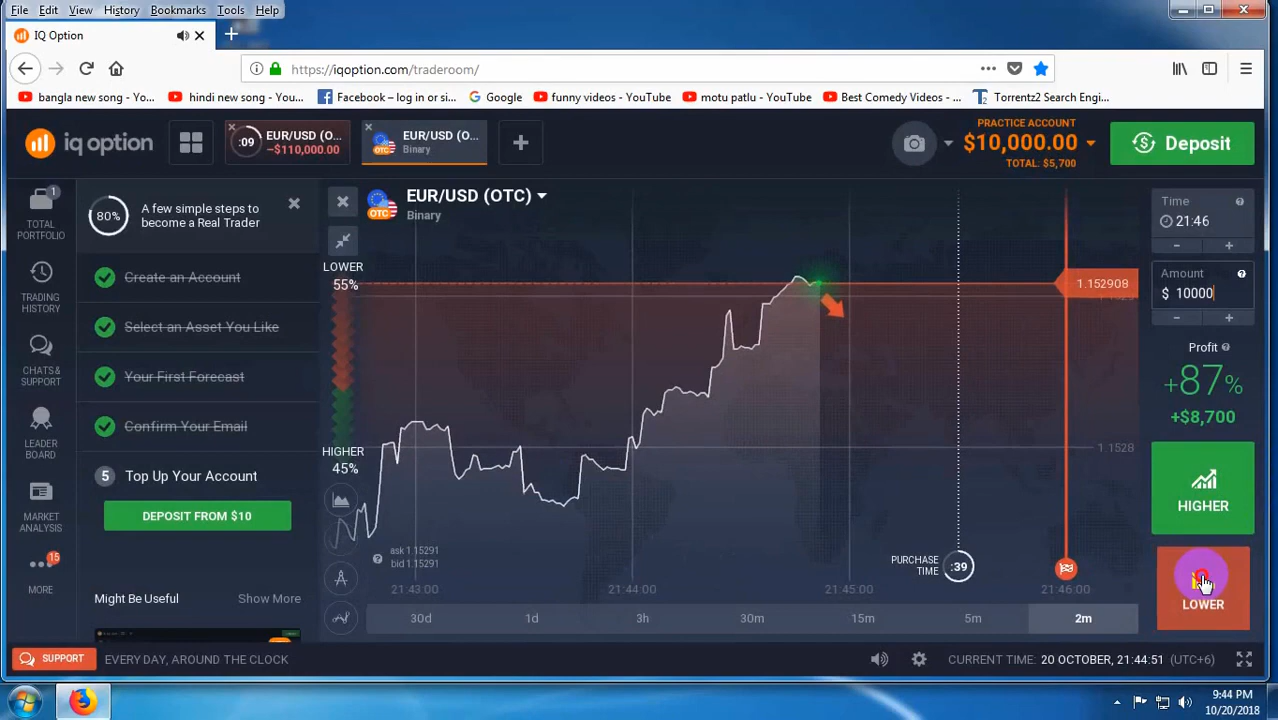 File Edit View History Bookmarks Tools Help
IQ Option
https://iqoption.com/traderoom/
bangla new song - Yo... hindi new song - You... Facebook – log in or si... Google funny videos - YouTube motu patlu - YouTube Best Comedy Videos - ... Torrentz2 Search Engi...
iq option
:09 EUR/USD (O...
–$110,000.00
EUR/USD (O...
Binary
PRACTICE ACCOUNT
$10,000.00
TOTAL: $5,700
Deposit
1
TOTAL
PORTFOLIO
TRADING
HISTORY
CHATS &
SUPPORT
LEADER
BOARD
MARKET
ANALYSIS
15
MORE
80%
A few simple steps to
become a Real Trader
Create an Account
Select an Asset You Like
Your First Forecast
Confirm Your Email
5 Top Up Your Account
DEPOSIT FROM $10
Might Be Useful Show More
OTC
EUR/USD (OTC)
Binary
LOWER
55%
HIGHER
45%
ask 1.15291
bid 1.15291
1.152908
1.1528
PURCHASE
TIME
:39
21:43:00 21:44:00 21:45:00 21:46:00
30d 1d 3h 30m 15m 5m 2m
Time
21:46
- +
Amount
$ 10000
- +
Profit
+87%
+$8,700
HIGHER
LOWER
SUPPORT EVERY DAY, AROUND THE CLOCK
CURRENT TIME: 20 OCTOBER, 21:44:51 (UTC+6)
9:44 PM
10/20/2018